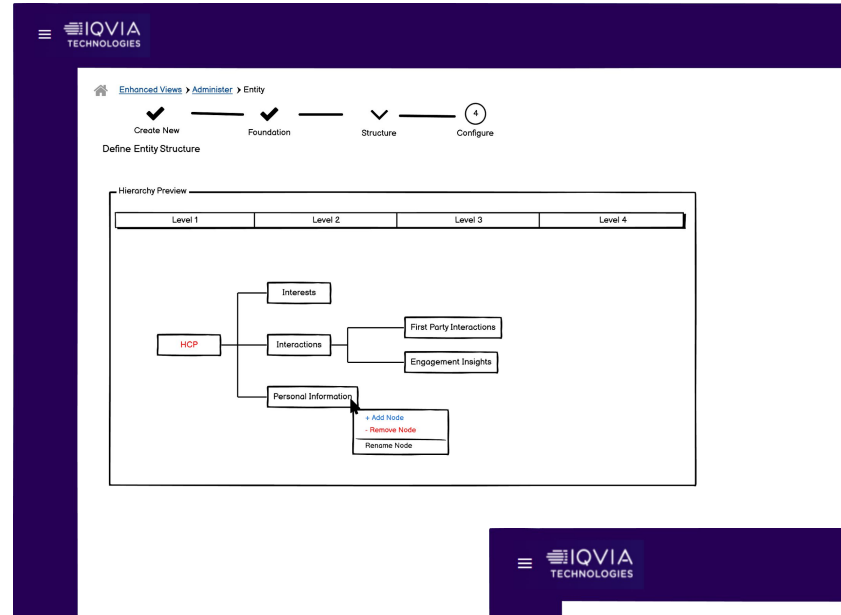 IQVIA
TECHNOLOGIES
Enhanced Views > Administer > Entity
4
Create New Foundation Structure Configure
Define Entity Structure
Hierarchy Preview
Level 1 Level 2 Level 3 Level 4
Interests
First Party Interactions
HCP Interactions
Engagement Insights
Personal Information
+ Add Node
- Remove Node
Rename Node
IQVIA
TECHNOLOGIES